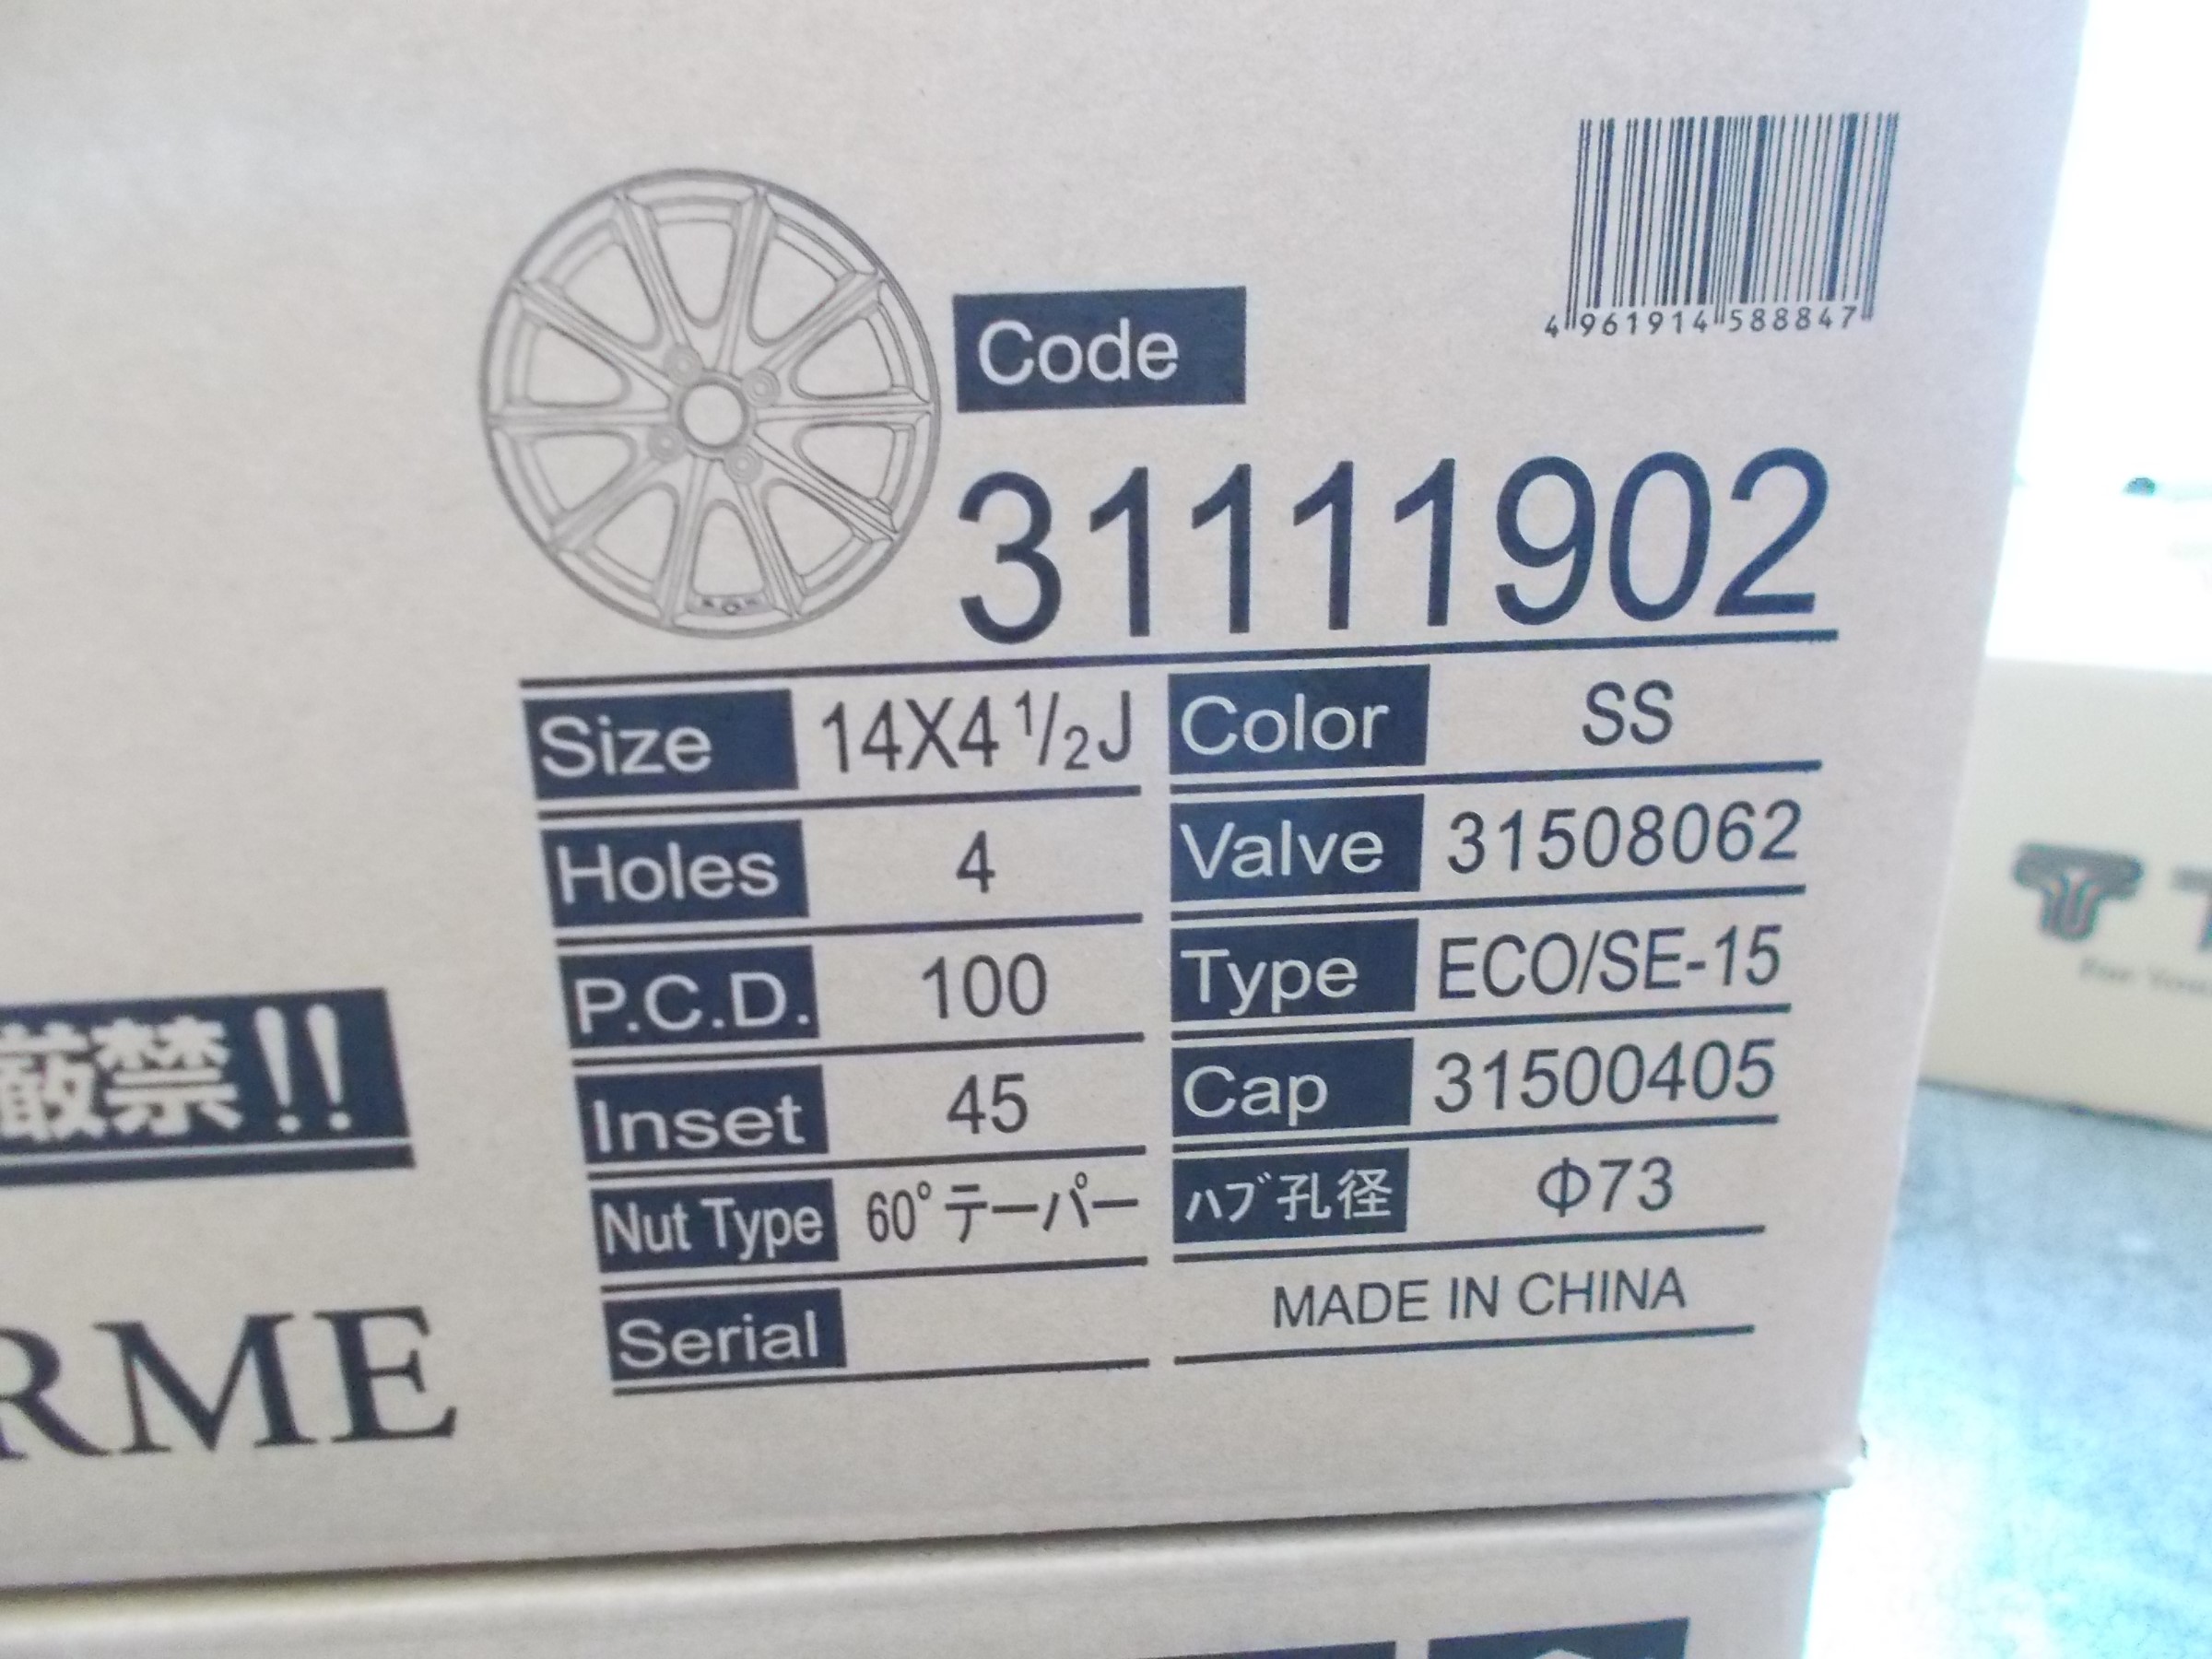 4 961914 588847
Code
31111902
Size 14X4 1/2J Color SS
Holes 4 Valve 31508062
P.C.D. 100 Type ECO/SE-15
Inset 45 Cap 31500405
Nut Type 60°テーパー ハブ孔径 Φ73
Serial MADE IN CHINA
厳禁!!
RME